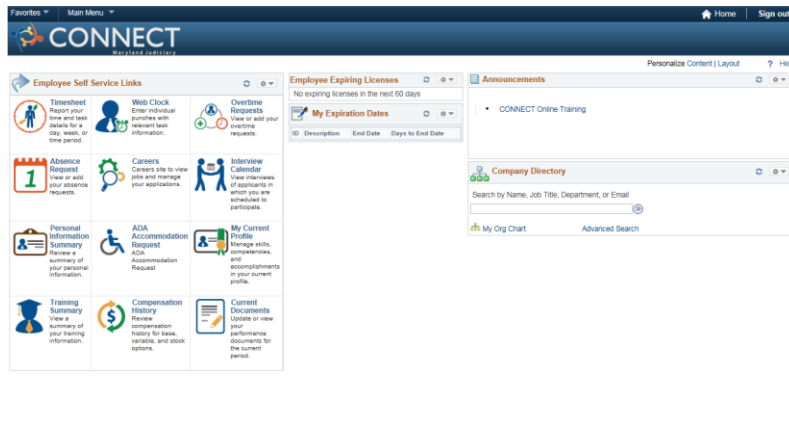 Favorites
Main Menu
Home
Sign out
CONNECT
Maryland Judiciary
Personalize Content | Layout
? Hel
Employee Self Service Links
Timesheet
Report your
time and task
details for a
day, week, or
time period.
Web Clock
Enter individual
punches with
relevant task
information.
Overtime
Requests
View or add your
overtime
requests.
1
Absence
Request
View or add
your absence
requests.
Careers
Careers site to view
jobs and manage
your applications.
Interview
Calendar
View interviews
of applicants in
which you are
scheduled to
participate.
Personal
Information
Summary
Review a
summary of
your personal
information.
ADA
Accommodation
Request
ADA
Accommodation
Request
My Current
Profile
Manage skills,
competencies,
and
accomplishments
in your current
profile.
Training
Summary
View a
summary of
your training
information.
$
Compensation
History
Review
compensation
history for base,
variable, and stock
options.
Current
Documents
Update or view
your
performance
documents for
the current
period.
Employee Expiring Licenses
No expiring licenses in the next 60 days
My Expiration Dates
ID Description End Date Days to End Date
Announcements
• CONNECT Online Training
Company Directory
Search by Name, Job Title, Department, or Email
My Org Chart
Advanced Search